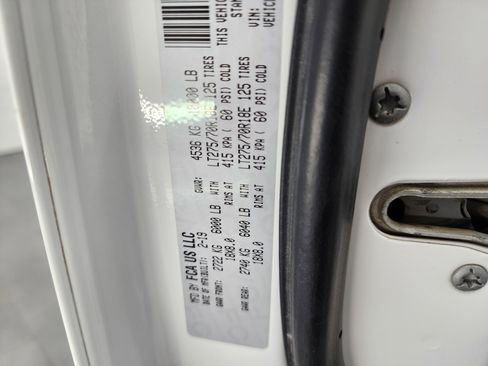 MFD BY: FCA US LLC
DATE OF MFR(BUILT): 2-19
GVWR:
4536 KG 10000 LB
GAWR FRONT:
2722 KG 6000 LB WITH LT275/70R18E 125 TIRES
18X8.0 RIMS AT 415 KPA ( 60 PSI) COLD
GAWR REAR:
2740 KG 6040 LB WITH LT275/70R18E 125 TIRES
18X8.0 RIMS AT 415 KPA ( 60 PSI) COLD
THIS VEHIC
STAN
VIN:
VEHICL